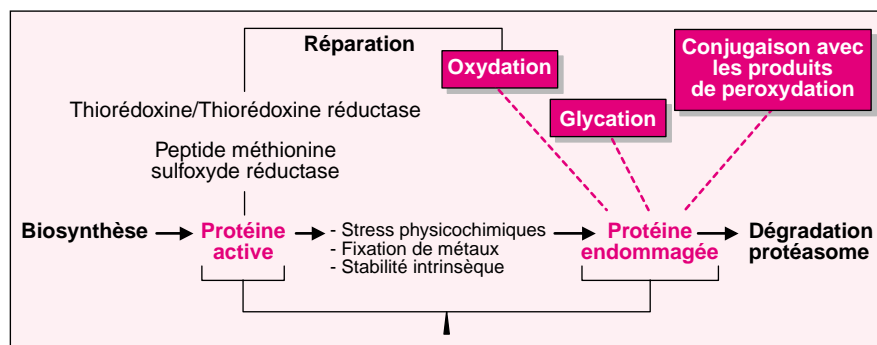 Réparation
Oxydation
Conjugaison avec
les produits
de peroxydation
Thiorédoxine/Thiorédoxine réductase
Glycation
Peptide méthionine
sulfoxyde réductase
Biosynthèse
Protéine
active
- Stress physicochimiques
- Fixation de métaux
- Stabilité intrinsèque
Protéine
endommagée
Dégradation
protéasome